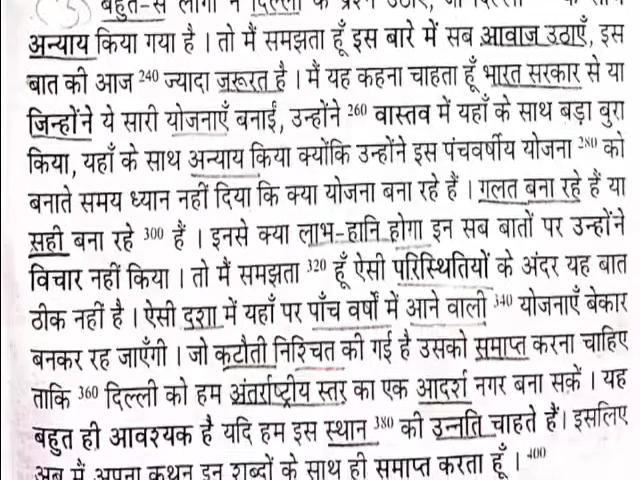 बहुत-से लोगों ने दिल्ली के प्रश्न उठाए,
अन्याय किया गया है । तो मैं समझता हूँ इस बारे में सब आवाज उठाएँ, इस
बात की आज 240 ज्यादा ज़रूरत है । मैं यह कहना चाहता हूँ भारत सरकार से या
जिन्होंने ये सारी योजनाएँ बनाईं, उन्होंने 260 वास्तव में यहाँ के साथ बड़ा बुरा
किया, यहाँ के साथ अन्याय किया क्योंकि उन्होंने इस पंचवर्षीय योजना 280 को
बनाते समय ध्यान नहीं दिया कि क्या योजना बना रहे हैं । ग़लत बना रहे हैं या
सही बना रहे 300 हैं । इनसे क्या लाभ-हानि होगा इन सब बातों पर उन्होंने
विचार नहीं किया । तो मैं समझता 320 हूँ ऐसी परिस्थितियों के अंदर यह बात
ठीक नहीं है । ऐसी दशा में यहाँ पर पाँच वर्षों में आने वाली 340 योजनाएँ बेकार
बनकर रह जाएँगी । जो कटौती निश्चित की गई है उसको समाप्त करना चाहिए
ताकि 360 दिल्ली को हम अंतर्राष्ट्रीय स्तर का एक आदर्श नगर बना सकें । यह
बहुत ही आवश्यक है यदि हम इस स्थान 380 की उन्नति चाहते हैं। इसलिए
अब मैं अपना कथन इन शब्दों के साथ ही समाप्त करता हूँ । 400